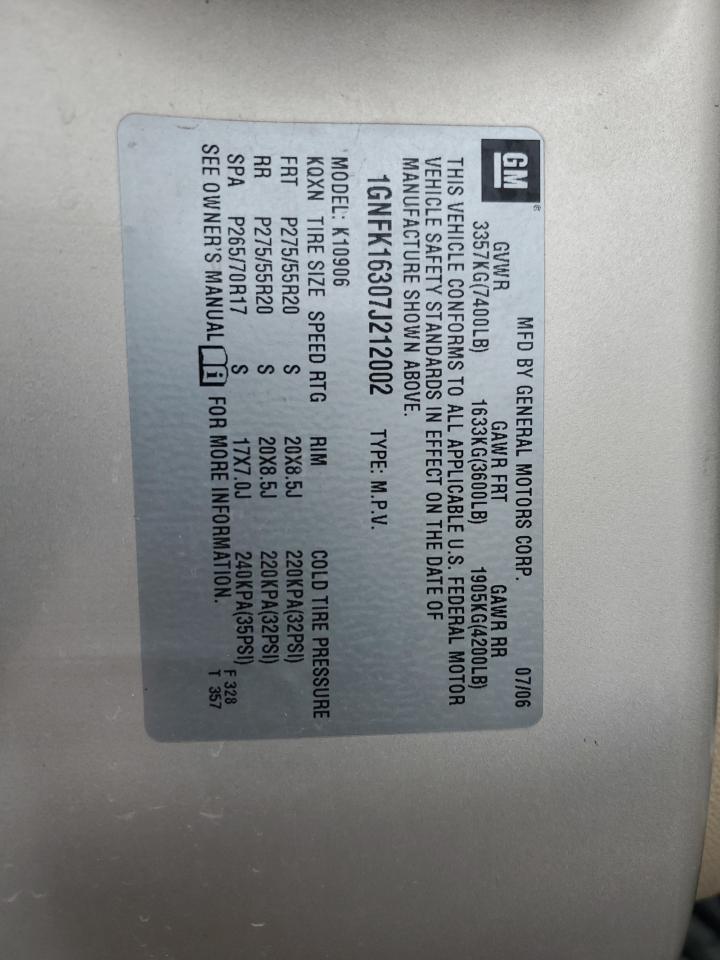 GM®
MFD BY GENERAL MOTORS CORP. 07/06
GVWR GAWR FRT GAWR RR
3357KG(7400LB) 1633KG(3600LB) 1905KG(4200LB)
THIS VEHICLE CONFORMS TO ALL APPLICABLE U.S. FEDERAL MOTOR
VEHICLE SAFETY STANDARDS IN EFFECT ON THE DATE OF
MANUFACTURE SHOWN ABOVE.
1GNFK16307J212002 TYPE: M.P.V.
MODEL: K10906
KQXN TIRE SIZE SPEED RTG RIM COLD TIRE PRESSURE
FRT P275/55R20 S 20X8.5J 220KPA(32PSI)
RR P275/55R20 S 20X8.5J 220KPA(32PSI)
SPA P265/70R17 S 17X7.0J 240KPA(35PSI)
SEE OWNER'S MANUAL i FOR MORE INFORMATION.
F 328
T 357